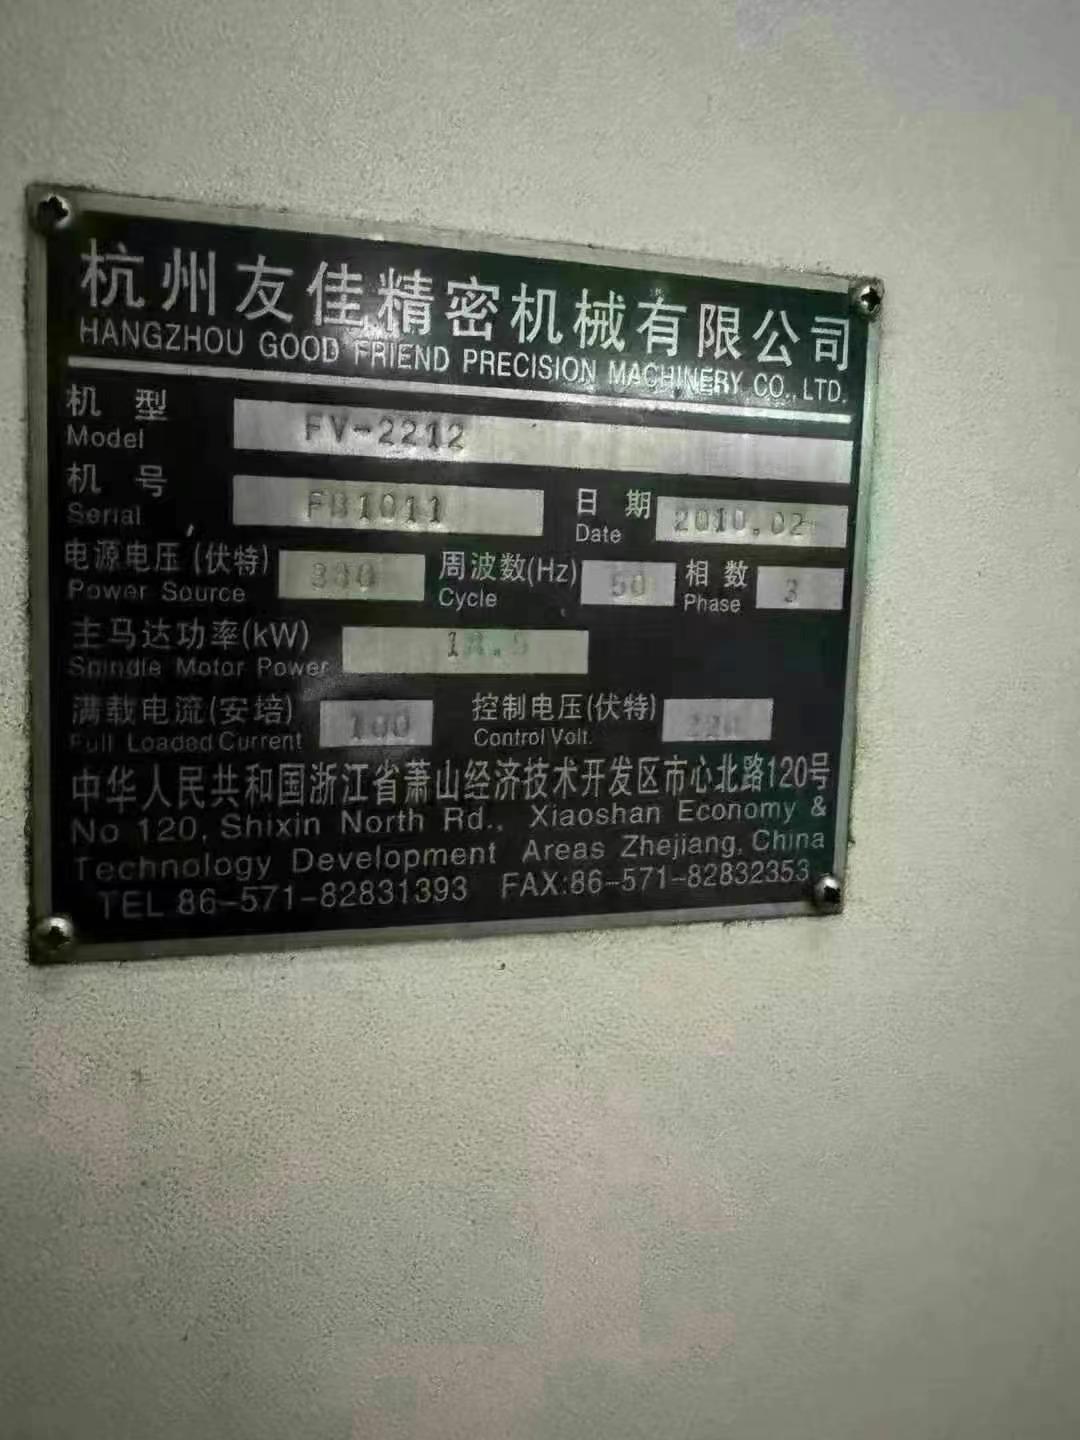 杭州友佳精密机械有限公司
HANGZHOU GOOD FRIEND PRECISION MACHINERY CO., LTD.
机 型
Model FV-2212
机 号 FB1011 日 期 2010.02
Serial Date
电源电压(伏特) 380 周波数(Hz) 50 相 数 3
Power Source Cycle Phase
主马达功率(kW) 18.5
Spindle Motor Power
满载电流(安培) 100 控制电压(伏特) 220
Full Loaded Current Control Volt.
中华人民共和国浙江省萧山经济技术开发区市心北路120号
No 120, Shixin North Rd., Xiaoshan Economy &
Technology Development Areas Zhejiang, China
TEL 86-571-82831393 FAX:86-571-82832353